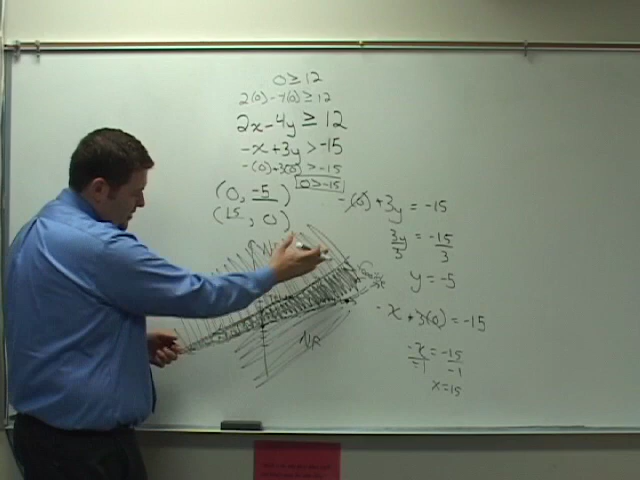 0 ≥ 12
2(0) - 4(0) ≥ 12
2x - 4y ≥ 12
-x + 3y > -15
-(0) + 3(0) > -15
0 > -15
(0, -5)
(15, 0)
-(0) + 3y = -15
3y/3 = -15/3
y = -5
-x + 3(0) = -15
-x/-1 = -15/-1
x = 15